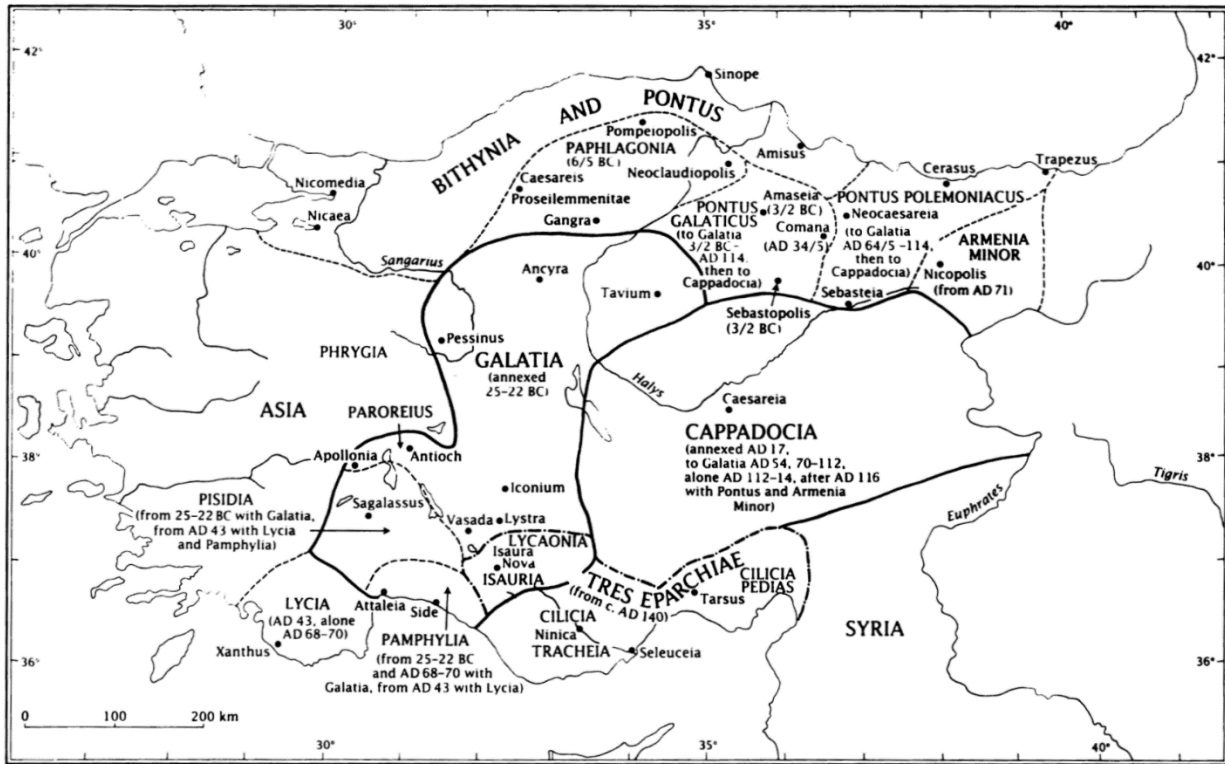 30°
35°
40°
42°
42°
Sinope
BITHYNIA AND PONTUS
Pompeiopolis
PAPHLAGONIA
(6/5 BC)
Amisus
Cerasus
Trapezus
Nicomedia
Caesareis
Proseilemmenitae
Neoclaudiopolis
Amaseia
(3/2 BC)
PONTUS POLEMONIACUS
Nicaea
Gangra
PONTUS
GALATICUS
(to Galatia
3/2 BC –
AD 114,
then to
Cappadocia)
Comana
(AD 34/5)
Neocaesareia
(to Galatia
AD 64/5 –114,
then to
Cappadocia)
ARMENIA
MINOR
40°
40°
Sangarius
Ancyra
Tavium
Nicopolis
(from AD 71)
Sebasteia
Sebastopolis
(3/2 BC)
Pessinus
PHRYGIA
GALATIA
(annexed
25–22 BC)
Halys
Caesareia
ASIA
PAROREIUS
CAPPADOCIA
(annexed AD 17,
to Galatia AD 54, 70–112,
alone AD 112–14, after AD 116
with Pontus and Armenia
Minor)
38°
38°
Apollonia
Antioch
Tigris
Iconium
PISIDIA
(from 25–22 BC with Galatia,
from AD 43 with Lycia
and Pamphylia)
Sagalassus
Vasada
Lystra
Euphrates
LYCAONIA
Isaura
Nova
ISAURIA
TRES EPARCHIAE
(from c. AD 140)
CILICIA
PEDIAS
Tarsus
LYCIA
(AD 43, alone
AD 68–70)
Attaleia
Side
CILICIA
Ninica
TRACHEIA
SYRIA
Xanthus
PAMPHYLIA
(from 25–22 BC
and AD 68–70 with
Galatia, from AD 43 with Lycia)
Seleuceia
36°
36°
0 100 200 km
30°
35°
40°